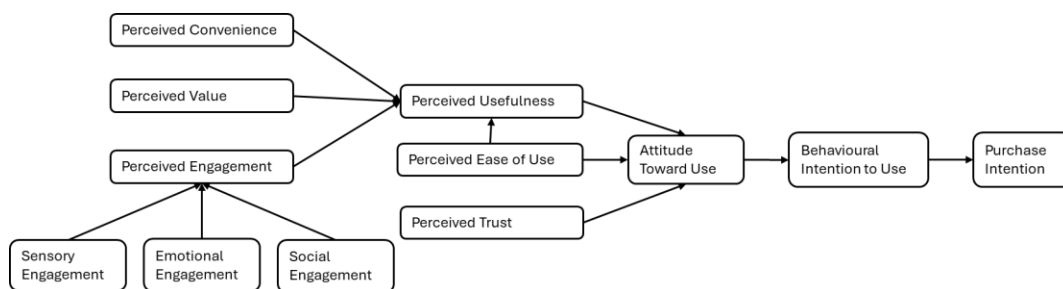 Perceived Convenience
Perceived Value
Perceived Engagement
Sensory
Engagement
Emotional
Engagement
Social
Engagement
Perceived Usefulness
Perceived Ease of Use
Perceived Trust
Attitude
Toward Use
Behavioural
Intention to Use
Purchase
Intention